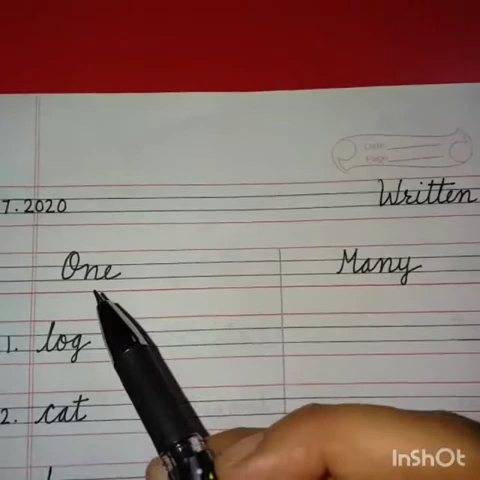 7.2020 Written
One Many
1. log
2. cat
InShOt